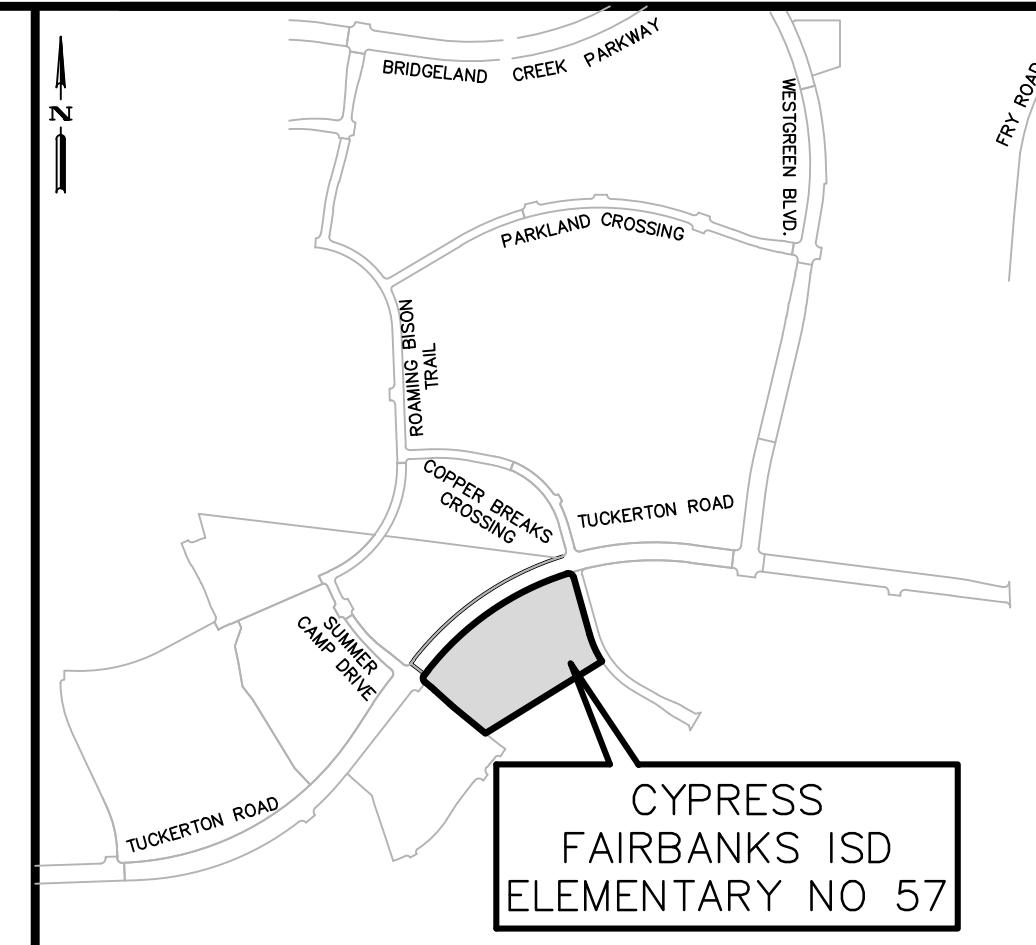 BRIDGELAND CREEK PARKWAY
WESTGREEN BLVD.
FRY ROAD
N
PARKLAND CROSSING
ROAMING BISON
TRAIL
COPPER BREAKS
CROSSING
TUCKERTON ROAD
SUMMER
CAMP DRIVE
TUCKERTON ROAD
CYPRESS
FAIRBANKS ISD
ELEMENTARY NO 57